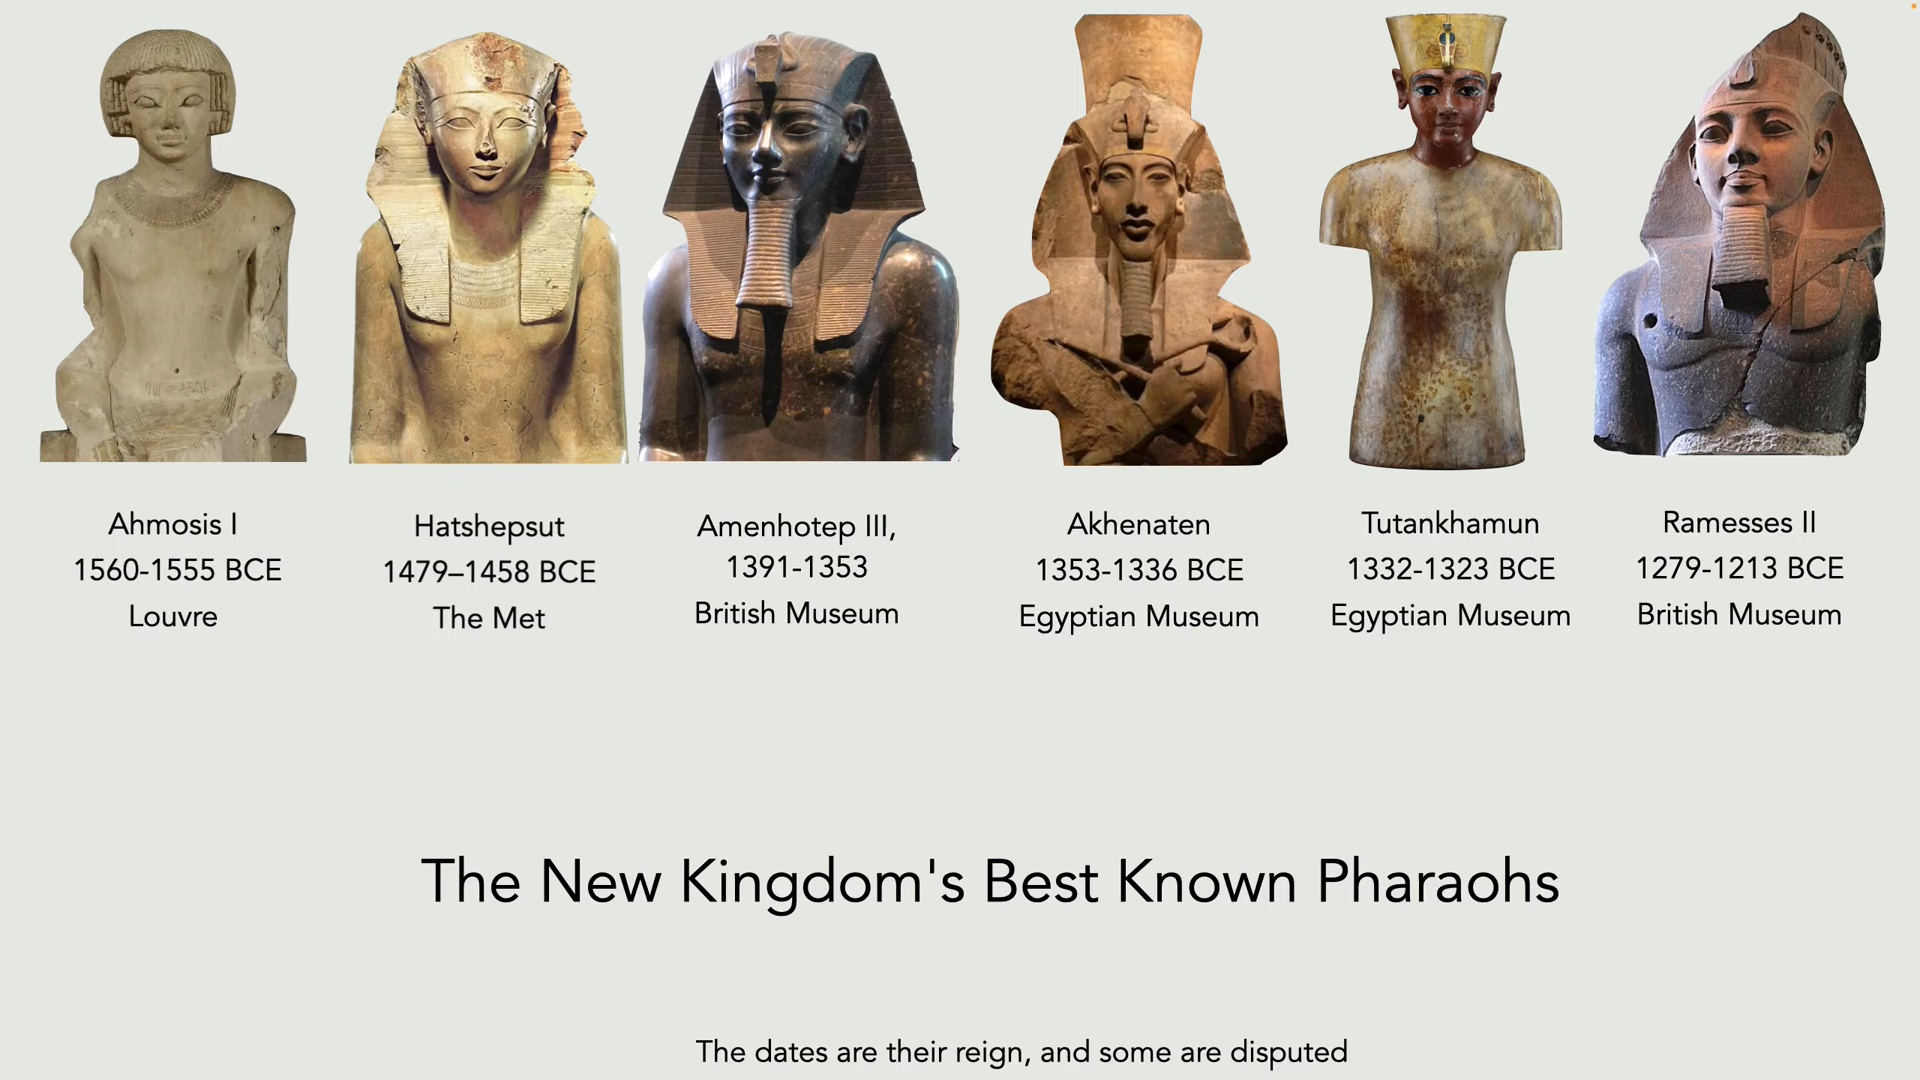 Ahmosis I
1560-1555 BCE
Louvre
Hatshepsut
1479–1458 BCE
The Met
Amenhotep III,
1391-1353
British Museum
Akhenaten
1353-1336 BCE
Egyptian Museum
Tutankhamun
1332-1323 BCE
Egyptian Museum
Ramesses II
1279-1213 BCE
British Museum
The New Kingdom's Best Known Pharaohs
The dates are their reign, and some are disputed